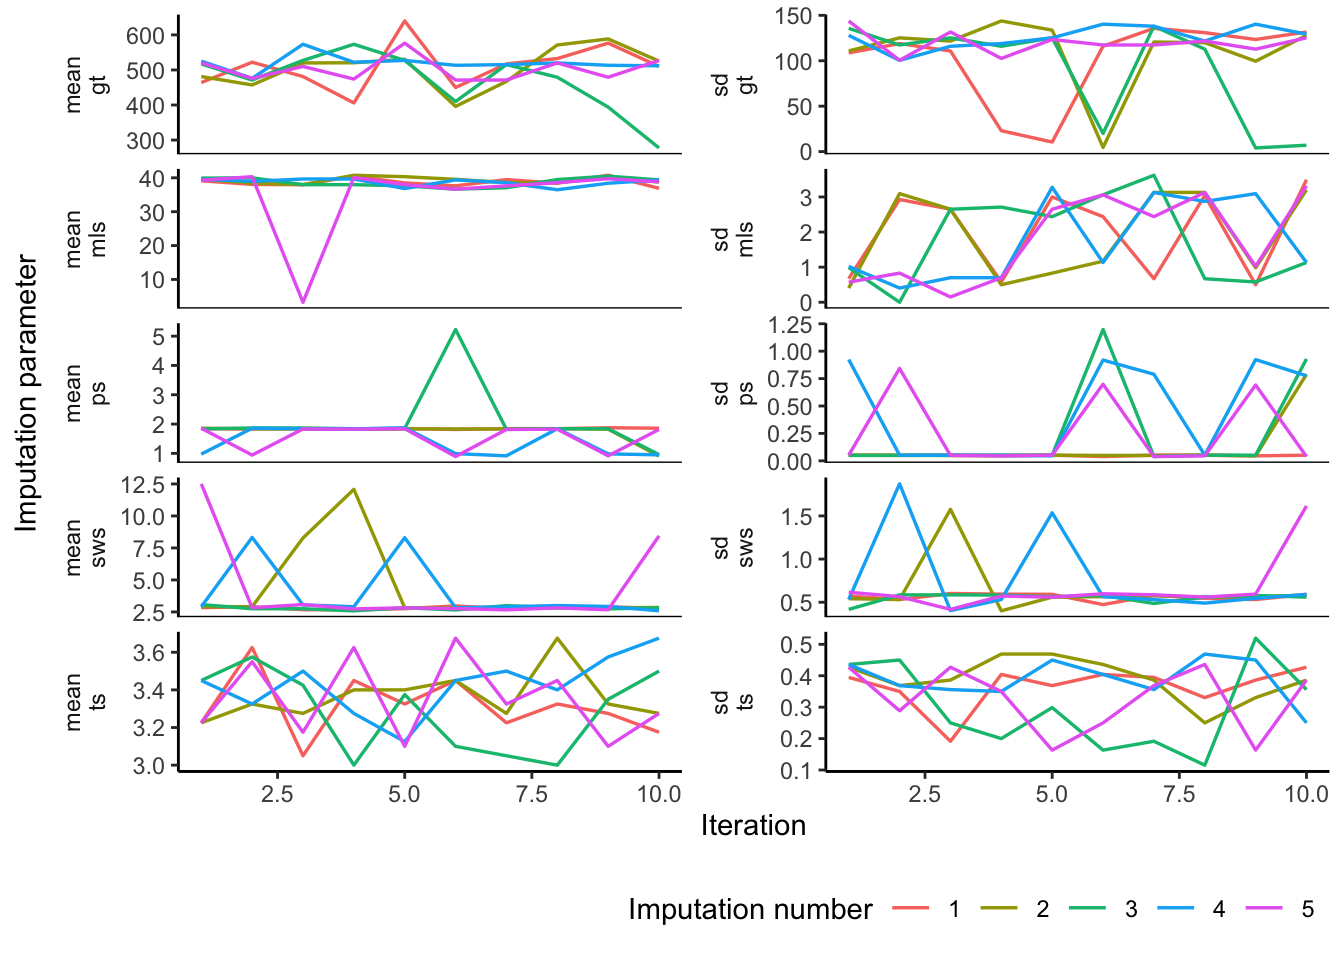 Imputation parameter
mean
gt
600
500
400
300
sd
gt
150
100
50
0
mean
mls
40
30
20
10
sd
mls
3
2
1
0
mean
ps
5
4
3
2
1
sd
ps
1.25
1.00
0.75
0.50
0.25
0.00
mean
sws
12.5
10.0
7.5
5.0
2.5
sd
sws
1.5
1.0
0.5
mean
ts
3.6
3.4
3.2
3.0
sd
ts
0.5
0.4
0.3
0.2
0.1
2.5 5.0 7.5 10.0
2.5 5.0 7.5 10.0
Iteration
Imputation number 1 2 3 4 5